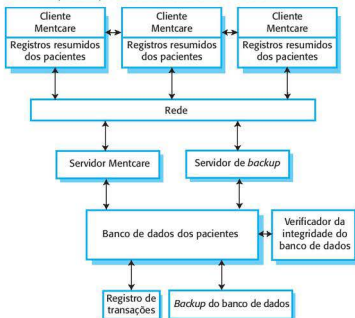 Cliente
Mentcare
Registros resumidos
dos pacientes
Cliente
Mentcare
Registros resumidos
dos pacientes
Cliente
Mentcare
Registros resumidos
dos pacientes
Rede
Servidor Mentcare
Servidor de backup
Banco de dados dos pacientes
Verificador da
integridade do
banco de dados
Registro de
transações
Backup do banco de dados